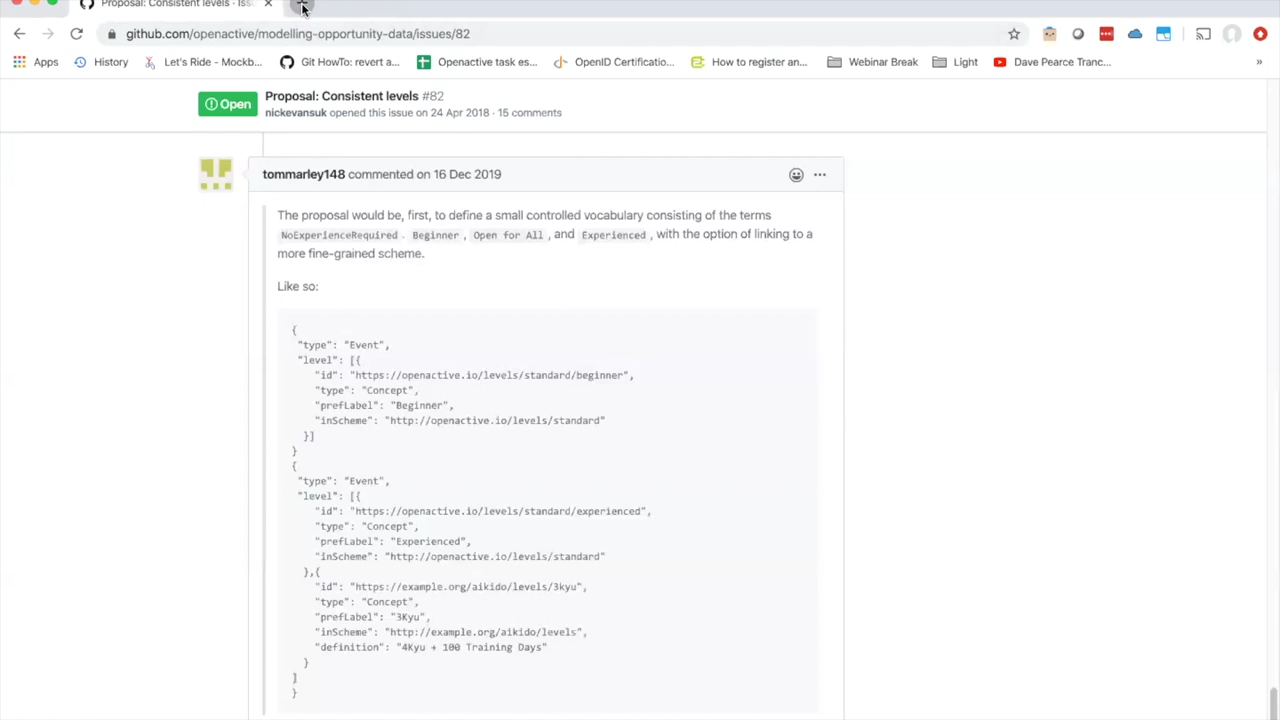 Proposal: Consistent levels · Iss
github.com/openactive/modelling-opportunity-data/issues/82
Apps
History
Let's Ride - Mockb...
Git HowTo: revert a...
Openactive task es...
OpenID Certificatio...
How to register an...
Webinar Break
Light
Dave Pearce Tranc...
»
Open
Proposal: Consistent levels #82
nickevansuk opened this issue on 24 Apr 2018 · 15 comments
tommarley148 commented on 16 Dec 2019
The proposal would be, first, to define a small controlled vocabulary consisting of the terms
NoExperienceRequired. Beginner, Open for All, and Experienced, with the option of linking to a
more fine-grained scheme.
Like so:
{
"type": "Event",
"level": [{
"id": "https://openactive.io/levels/standard/beginner",
"type": "Concept",
"prefLabel": "Beginner",
"inScheme": "http://openactive.io/levels/standard"
}]
}
{
"type": "Event",
"level": [{
"id": "https://openactive.io/levels/standard/experienced",
"type": "Concept",
"prefLabel": "Experienced",
"inScheme": "http://openactive.io/levels/standard"
},{
"id": "https://example.org/aikido/levels/3kyu",
"type": "Concept",
"prefLabel": "3Kyu",
"inScheme": "http://example.org/aikido/levels",
"definition": "4Kyu + 100 Training Days"
}
]
}